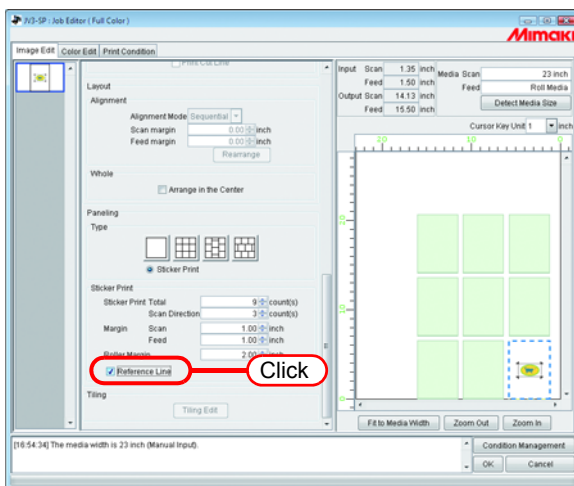 JV3-SP : Job Editor ( Full Color )
Mimaki
Image Edit Color Edit Print Condition
Print Cut Line
Layout
Alignment
Alignment Mode Sequential
Scan margin 0.00 inch
Feed margin 0.00 inch
Rearrange
Whole
Arrange in the Center
Paneling
Type
Sticker Print
Sticker Print
Sticker Print Total 9 count(s)
Scan Direction 3 count(s)
Margin Scan 1.00 inch
Feed 1.00 inch
Roller Margin 2.00 inch
Reference Line
Click
Tiling
Tiling Edit
Input Scan 1.35 inch
Feed 1.50 inch
Output Scan 14.13 inch
Feed 15.50 inch
Media Scan 23 inch
Feed Roll Media
Detect Media Size
Cursor Key Unit 1 inch
20 10 0
20
10
0
Fit to Media Width Zoom Out Zoom In
[16:54:34] The media width is 23 inch (Manual Input).
Condition Management
OK Cancel